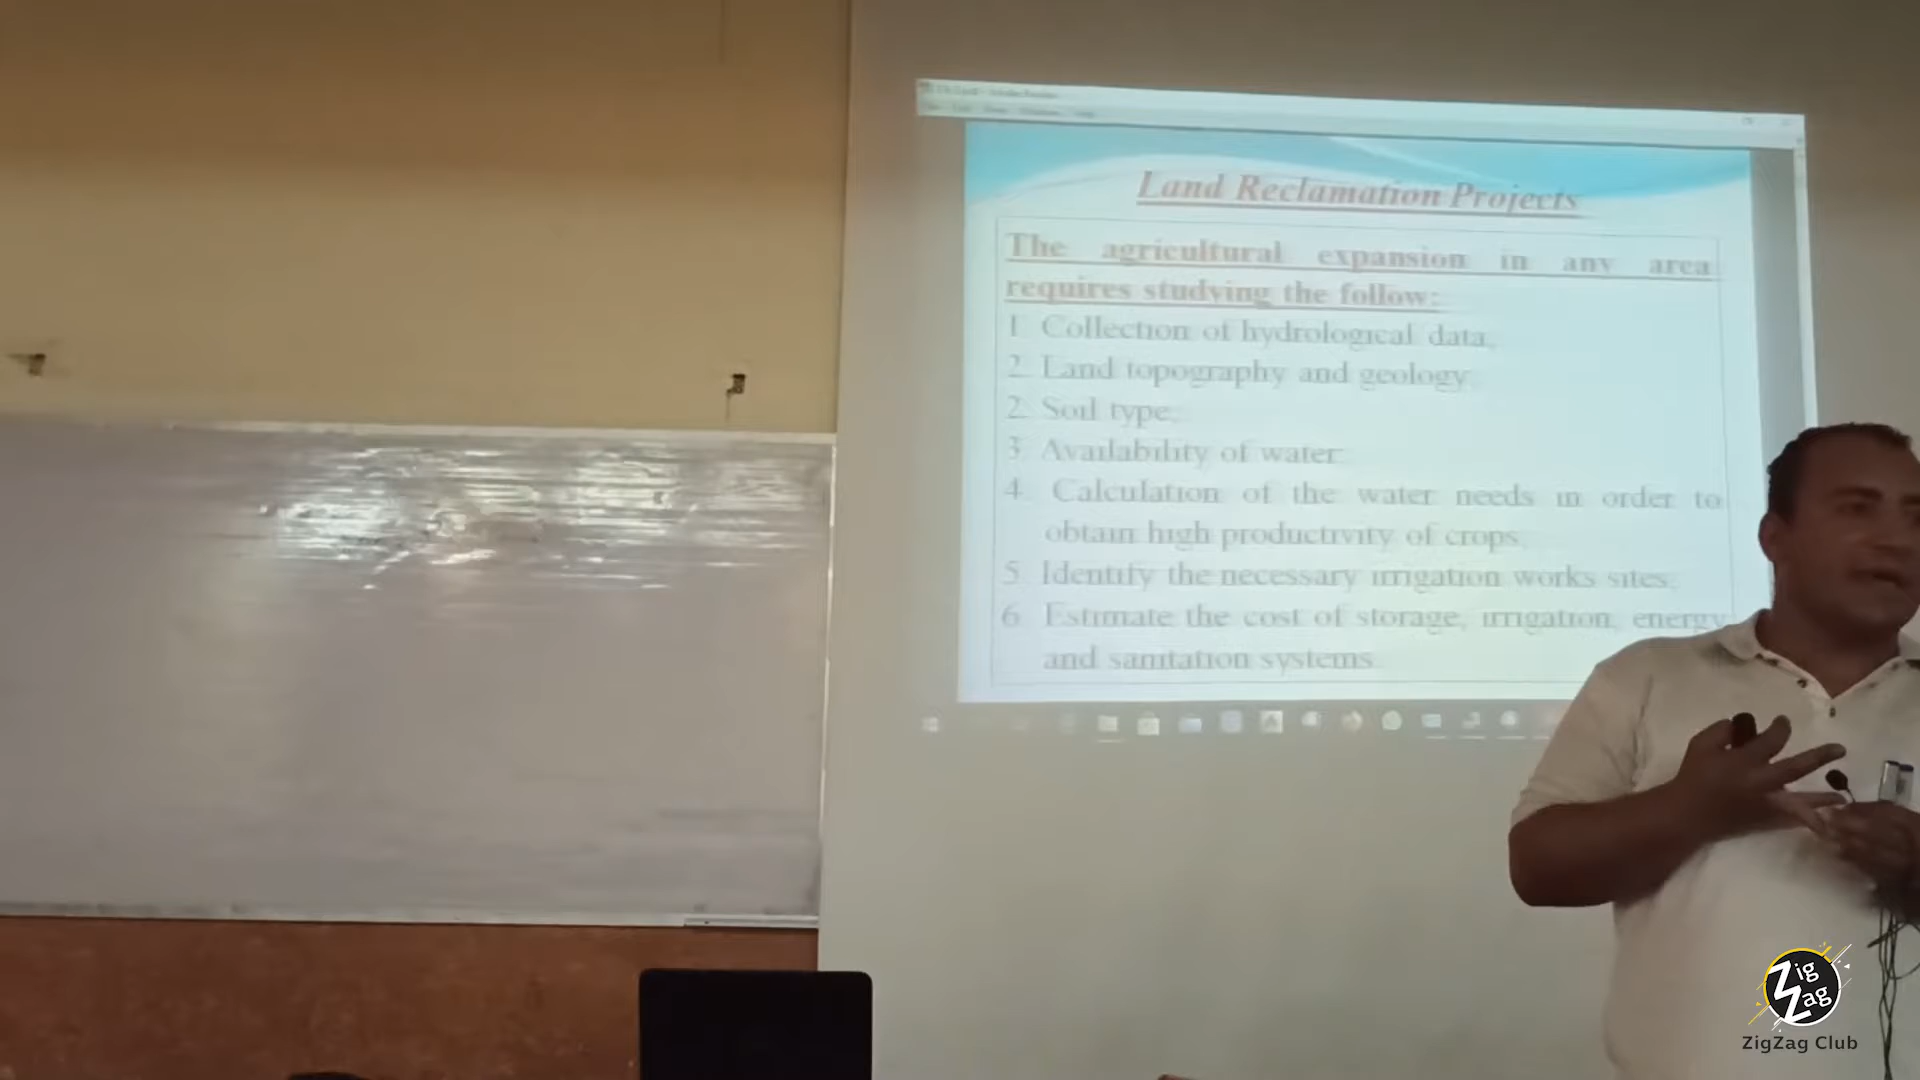 Land Reclamation Projects
The agricultural expansion in any area
requires studying the follow:
1. Collection of hydrological data,
2. Land topography and geology.
2. Soil type,
3. Availability of water.
4. Calculation of the water needs in order to
obtain high productivity of crops.
5. Identify the necessary irrigation works sites.
6. Estimate the cost of storage, irrigation, energy
and sanitation systems.
Zig
Zag
ZigZag Club